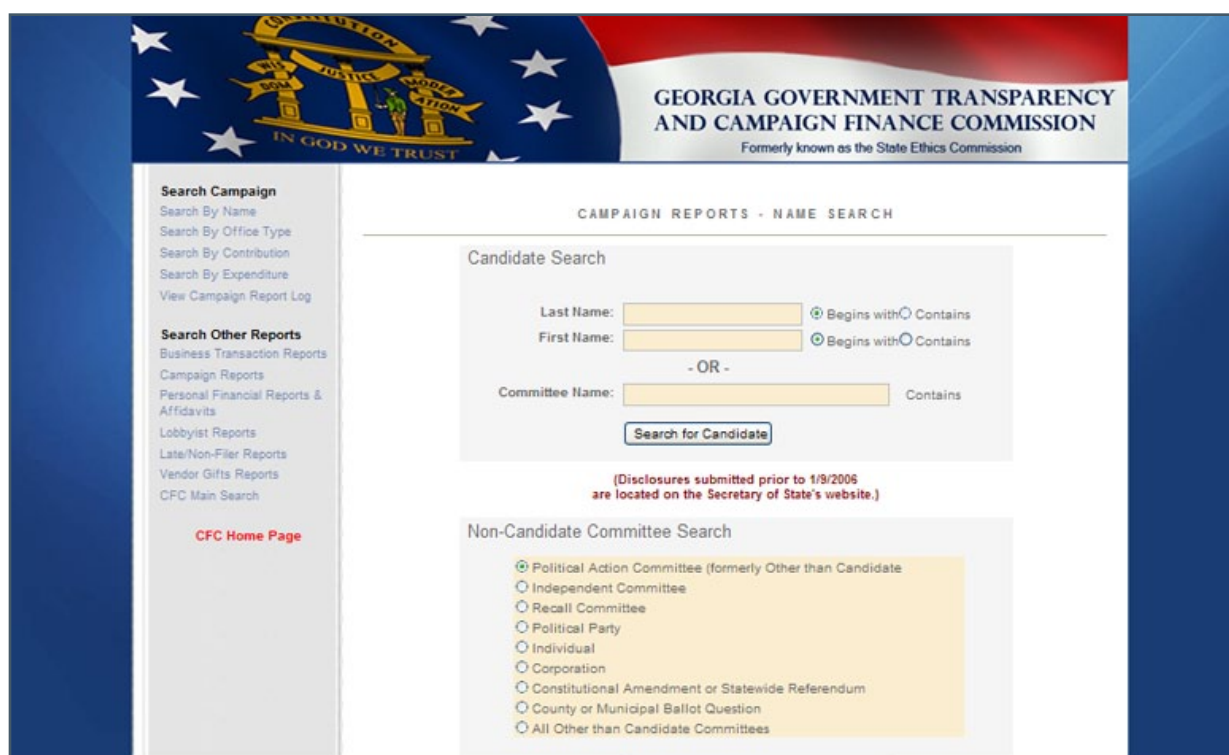 CONSTITUTION
WIS
DOM
JUSTICE
MODER
ATION
IN GOD WE TRUST
GEORGIA GOVERNMENT TRANSPARENCY
AND CAMPAIGN FINANCE COMMISSION
Formerly known as the State Ethics Commission
Search Campaign
Search By Name
Search By Office Type
Search By Contribution
Search By Expenditure
View Campaign Report Log
Search Other Reports
Business Transaction Reports
Campaign Reports
Personal Financial Reports &
Affidavits
Lobbyist Reports
Late/Non-Filer Reports
Vendor Gifts Reports
CFC Main Search
CFC Home Page
CAMPAIGN REPORTS - NAME SEARCH
Candidate Search
Last Name: Begins with Contains
First Name: Begins with Contains
- OR -
Committee Name: Contains
Search for Candidate
(Disclosures submitted prior to 1/9/2006
are located on the Secretary of State's website.)
Non-Candidate Committee Search
Political Action Committee (formerly Other than Candidate
Independent Committee
Recall Committee
Political Party
Individual
Corporation
Constitutional Amendment or Statewide Referendum
County or Municipal Ballot Question
All Other than Candidate Committees